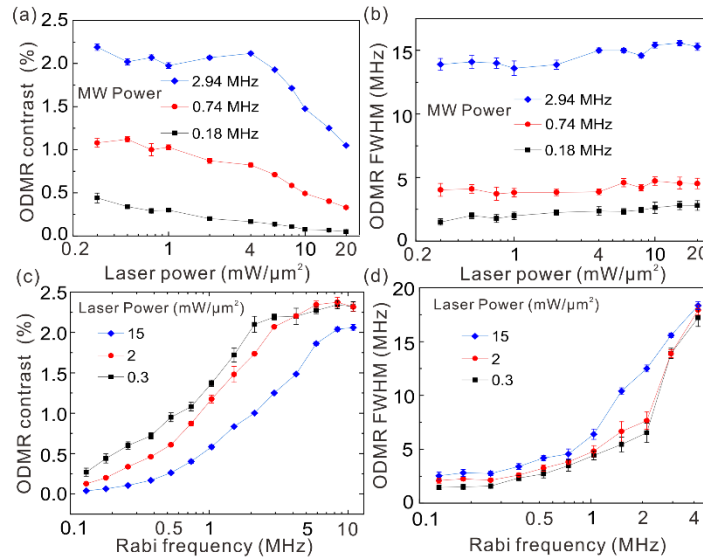 (a)
ODMR contrast (%)
2.5
2.0
1.5
1.0
0.5
0.0
MW Power
2.94 MHz
0.74 MHz
0.18 MHz
0.2
1
10
20
Laser power (mW/μm²)
(b)
ODMR FWHM (MHz)
15
10
5
0
MW Power
2.94 MHz
0.74 MHz
0.18 MHz
0.2
1
10
20
Laser power (mW/μm²)
(c)
ODMR contrast (%)
2.5
2.0
1.5
1.0
0.5
0.0
Laser Power (mW/μm²)
15
2
0.3
0.1
0.5
1
5
10
Rabi frequency (MHz)
(d)
ODMR FWHM (MHz)
20
15
10
5
0
Laser Power (mW/μm²)
15
2
0.3
0.1
0.5
1
2
4
Rabi frequency (MHz)